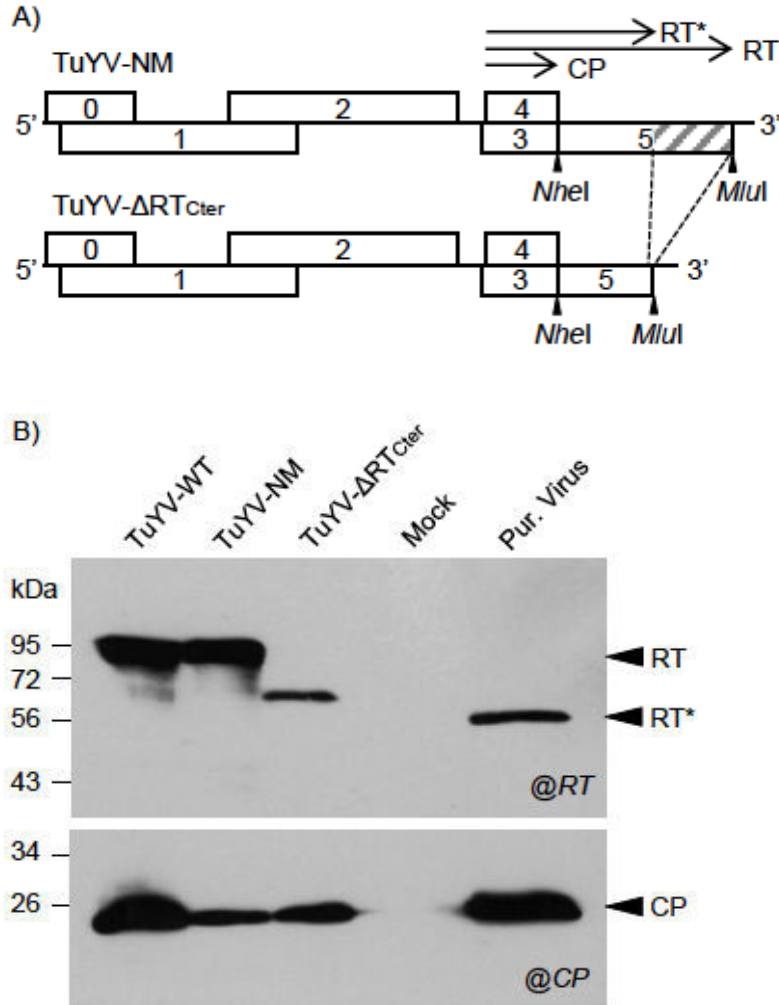 A)
RT*
TuYV-NM
RT
CP
0 2 4
5' 3'
1 3 5
NheI MluI
TuYV-ΔRTCter
0 2 4
5' 3'
1 3 5
NheI MluI
B)
TuYV-WT
TuYV-NM
TuYV-ΔRTCter
Mock
Pur. Virus
kDa
95
RT
72
56
RT*
43
@RT
34
26
CP
@CP